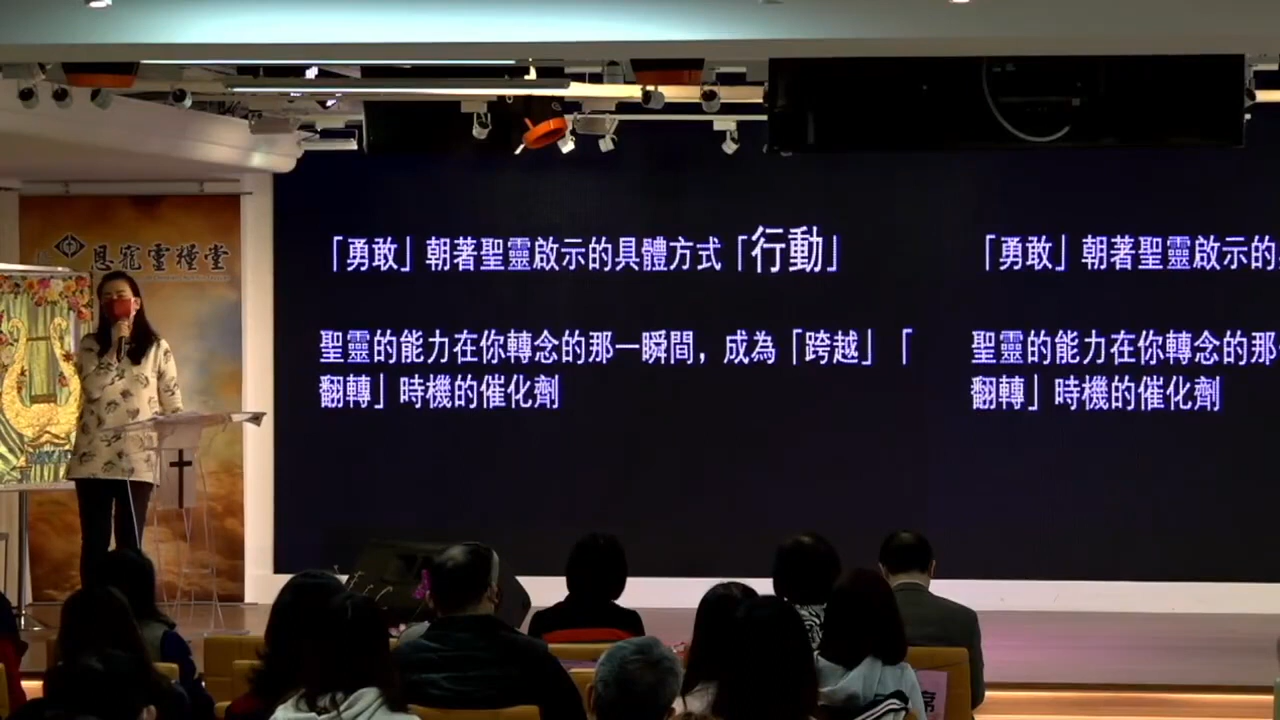 恩寵靈糧堂
「勇敢」朝著聖靈啟示的具體方式「行動」
聖靈的能力在你轉念的那一瞬間，成為「跨越」「
翻轉」時機的催化劑
「勇敢」朝著聖靈啟示的
聖靈的能力在你轉念的那
翻轉」時機的催化劑
席